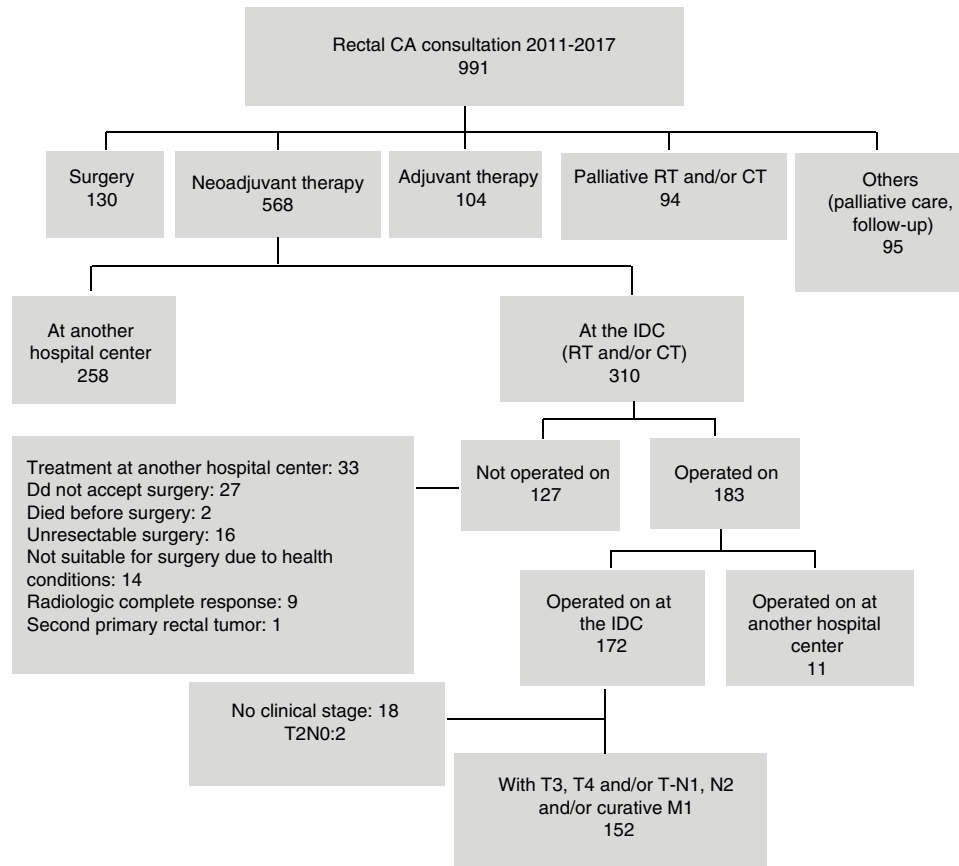 Rectal CA consultation 2011-2017
991
Surgery
130
Neoadjuvant therapy
568
Adjuvant therapy
104
Palliative RT and/or CT
94
Others
(palliative care,
follow-up)
95
At another
hospital center
258
At the IDC
(RT and/or CT)
310
Treatment at another hospital center: 33
Dd not accept surgery: 27
Died before surgery: 2
Unresectable surgery: 16
Not suitable for surgery due to health
conditions: 14
Radiologic complete response: 9
Second primary rectal tumor: 1
Not operated on
127
Operated on
183
Operated on at
the IDC
172
Operated on at
another hospital
center
11
No clinical stage: 18
T2N0:2
With T3, T4 and/or T-N1, N2
and/or curative M1
152